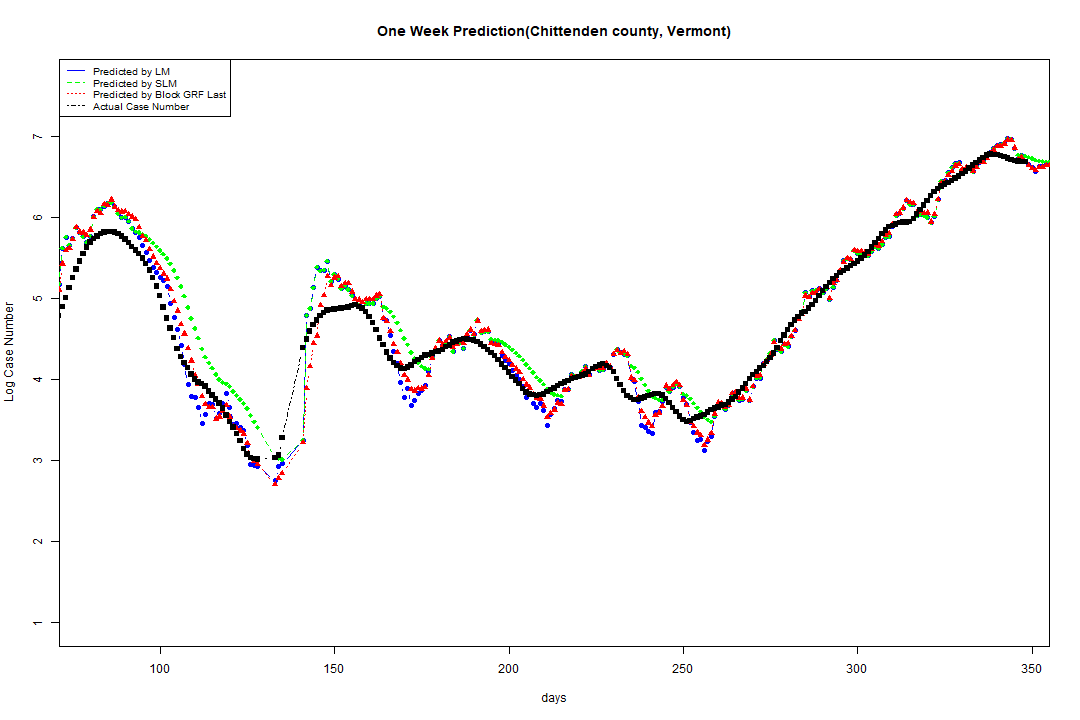 One Week Prediction(Chittenden county, Vermont)
Predicted by LM
Predicted by SLM
Predicted by Block GRF Last
Actual Case Number
7
6
5
4
3
2
1
Log Case Number
100 150 200 250 300 350
days